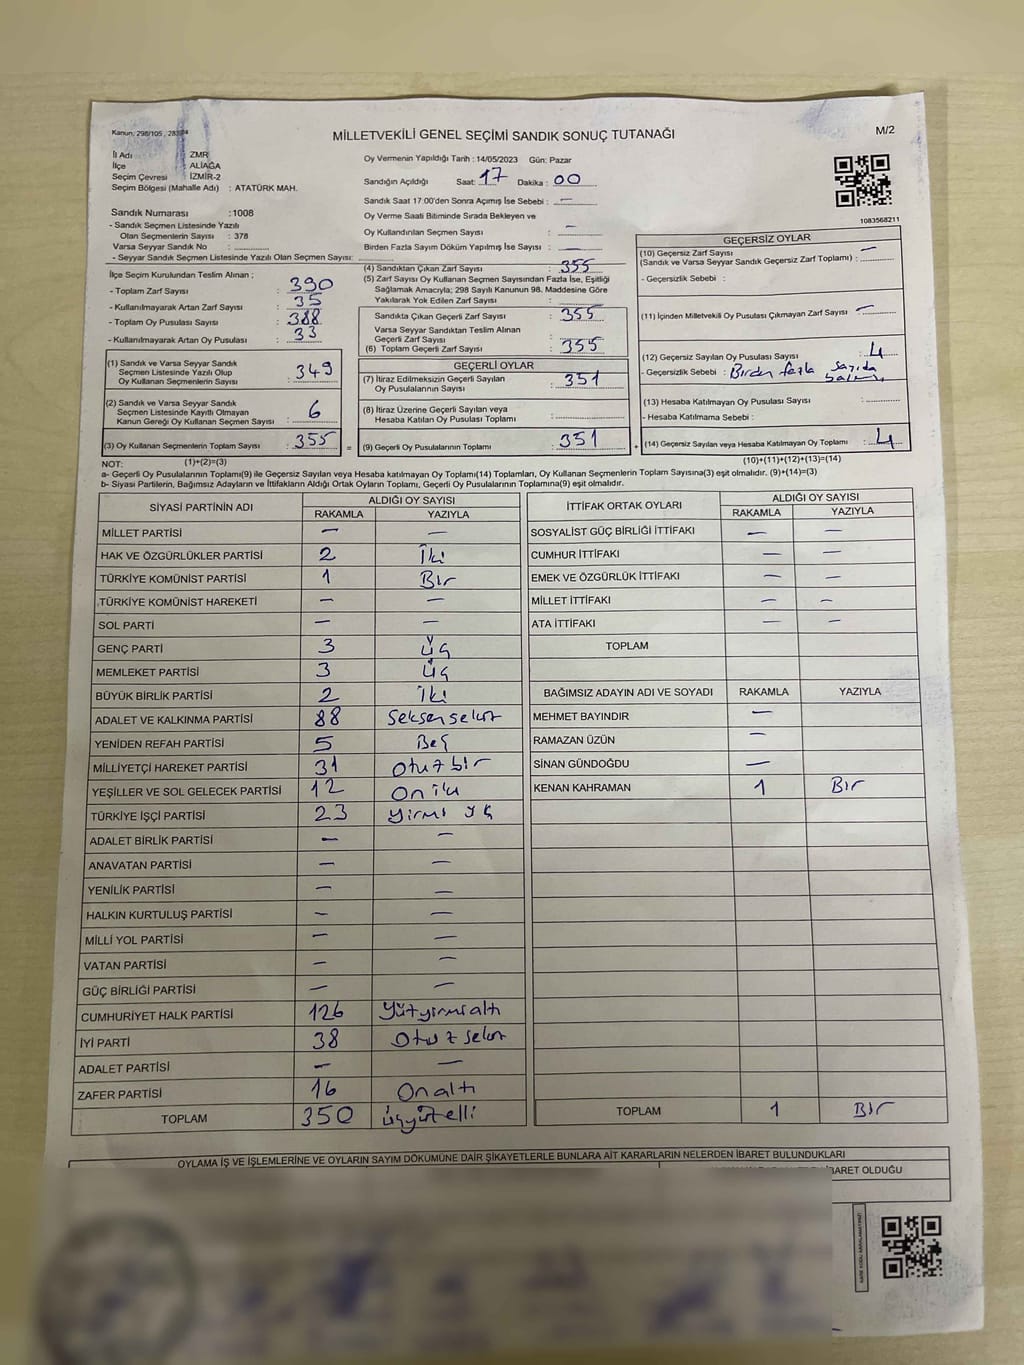 Kanun, 298/105, 283
MİLLETVEKİLİ GENEL SEÇİMİ SANDIK SONUÇ TUTANAĞI
M/2
İl Adı : ZMR
İlçe : ALİAĞA
Seçim Çevresi : İZMİR-2
Seçim Bölgesi (Mahalle Adı) : ATATÜRK MAH.
Oy Vermenin Yapıldığı Tarih : 14/05/2023 Gün: Pazar
Sandığın Açıldığı Saat: 17 Dakika : 00
Sandık Saat 17:00'den Sonra Açımış İse Sebebi : —
Oy Verme Saati Bitiminde Sırada Bekleyen ve
Oy Kullandırılan Seçmen Sayısı : —
Birden Fazla Sayım Döküm Yapılmış İse Sayısı : —
1083568211
Sandık Numarası : 1008
- Sandık Seçmen Listesinde Yazılı
Olan Seçmenlerin Sayısı : 378
Varsa Seyyar Sandık No :
- Seyyar Sandık Seçmen Listesinde Yazılı Olan Seçmen Sayısı:
İlçe Seçim Kurulundan Teslim Alınan ;
- Toplam Zarf Sayısı : 390
- Kullanılmayarak Artan Zarf Sayısı : 35
- Toplam Oy Pusulası Sayısı : 388
- Kullanılmayarak Artan Oy Pusulası : 33
(1) Sandık ve Varsa Seyyar Sandık
Seçmen Listesinde Yazılı Olup
Oy Kullanan Seçmenlerin Sayısı : 349
(2) Sandık ve Varsa Seyyar Sandık
Seçmen Listesinde Kayıtlı Olmayan
Kanun Gereği Oy Kullanan Seçmen Sayısı : 6
(3) Oy Kullanan Seçmenlerin Toplam Sayısı : 355 =
(4) Sandıktan Çıkan Zarf Sayısı : 355
(5) Zarf Sayısı Oy Kullanan Seçmen Sayısından Fazla İse, Eşitliği
Sağlamak Amacıyla; 298 Sayılı Kanunun 98. Maddesine Göre
Yakılarak Yok Edilen Zarf Sayısı :
Sandıkta Çıkan Geçerli Zarf Sayısı : 355
Varsa Seyyar Sandıktan Teslim Alınan
Geçerli Zarf Sayısı :
(6) Toplam Geçerli Zarf Sayısı : 355
GEÇERLİ OYLAR
(7) İtiraz Edilmeksizin Geçerli Sayılan
Oy Pusulalarının Sayısı : 351
(8) İtiraz Üzerine Geçerli Sayılan veya
Hesaba Katılan Oy Pusulası Toplamı :
(9) Geçerli Oy Pusulalarının Toplamı : 351 +
GEÇERSİZ OYLAR
(10) Geçersiz Zarf Sayısı —
(Sandık ve Varsa Seyyar Sandık Geçersiz Zarf Toplamı) :
- Geçersizlik Sebebi :
(11) İçinden Milletvekili Oy Pusulası Çıkmayan Zarf Sayısı : —
(12) Geçersiz Sayılan Oy Pusulası Sayısı : 4
- Geçersizlik Sebebi : Birden fazla sayıda
(13) Hesaba Katılmayan Oy Pusulası Sayısı :
- Hesaba Katılmama Sebebi :
(14) Geçersiz Sayılan veya Hesaba Katılmayan Oy Toplamı : 4
NOT: (1)+(2)=(3)
(10)+(11)+(12)+(13)=(14)
a- Geçerli Oy Pusulalarının Toplamı(9) ile Geçersiz Sayılan veya Hesaba katılmayan Oy Toplamı(14) Toplamları, Oy Kullanan Seçmenlerin Toplam Sayısına(3) eşit olmalıdır. (9)+(14)=(3)
b- Siyasi Partilerin, Bağımsız Adayların ve İttifakların Aldığı Ortak Oyların Toplamı, Geçerli Oy Pusulalarının Toplamına(9) eşit olmalıdır.
SİYASİ PARTİNİN ADI ALDIĞI OY SAYISI
RAKAMLA YAZIYLA
MİLLET PARTİSİ — —
HAK VE ÖZGÜRLÜKLER PARTİSİ 2 İki
TÜRKİYE KOMÜNİST PARTİSİ 1 Bir
TÜRKİYE KOMÜNİST HAREKETİ — —
SOL PARTİ — —
GENÇ PARTİ 3 üç
MEMLEKET PARTİSİ 3 üç
BÜYÜK BİRLİK PARTİSİ 2 İki
ADALET VE KALKINMA PARTİSİ 88 Seksensekiz
YENİDEN REFAH PARTİSİ 5 Beş
MİLLİYETÇİ HAREKET PARTİSİ 31 otuzbir
YEŞİLLER VE SOL GELECEK PARTİSİ 12 Oniki
TÜRKİYE İŞÇİ PARTİSİ 23 yirmi üç
ADALET BİRLİK PARTİSİ — —
ANAVATAN PARTİSİ — —
YENİLİK PARTİSİ — —
HALKIN KURTULUŞ PARTİSİ — —
MİLLİ YOL PARTİSİ — —
VATAN PARTİSİ — —
GÜÇ BİRLİĞİ PARTİSİ — —
CUMHURİYET HALK PARTİSİ 126 yüzyirmialtı
İYİ PARTİ 38 Otuz sekiz
ADALET PARTİSİ — —
ZAFER PARTİSİ 16 Onaltı
TOPLAM 350 üçyüzelli
İTTİFAK ORTAK OYLARI ALDIĞI OY SAYISI
RAKAMLA YAZIYLA
SOSYALİST GÜÇ BİRLİĞİ İTTİFAKI — —
CUMHUR İTTİFAKI — —
EMEK VE ÖZGÜRLÜK İTTİFAKI — —
MİLLET İTTİFAKI — —
ATA İTTİFAKI — —
TOPLAM
BAĞIMSIZ ADAYIN ADI VE SOYADI RAKAMLA YAZIYLA
MEHMET BAYINDIR —
RAMAZAN ÜZÜN —
SİNAN GÜNDOĞDU —
KENAN KAHRAMAN 1 Bir
TOPLAM 1 Bir
OYLAMA İŞ VE İŞLEMLERİNE VE OYLARIN SAYIM DÖKÜMÜNE DAİR ŞİKAYETLERLE BUNLARA AİT KARARLARIN NELERDEN İBARET BULUNDUKLARI
İBARET OLDUĞU
KARE KODU KARALAMAYINIZ!